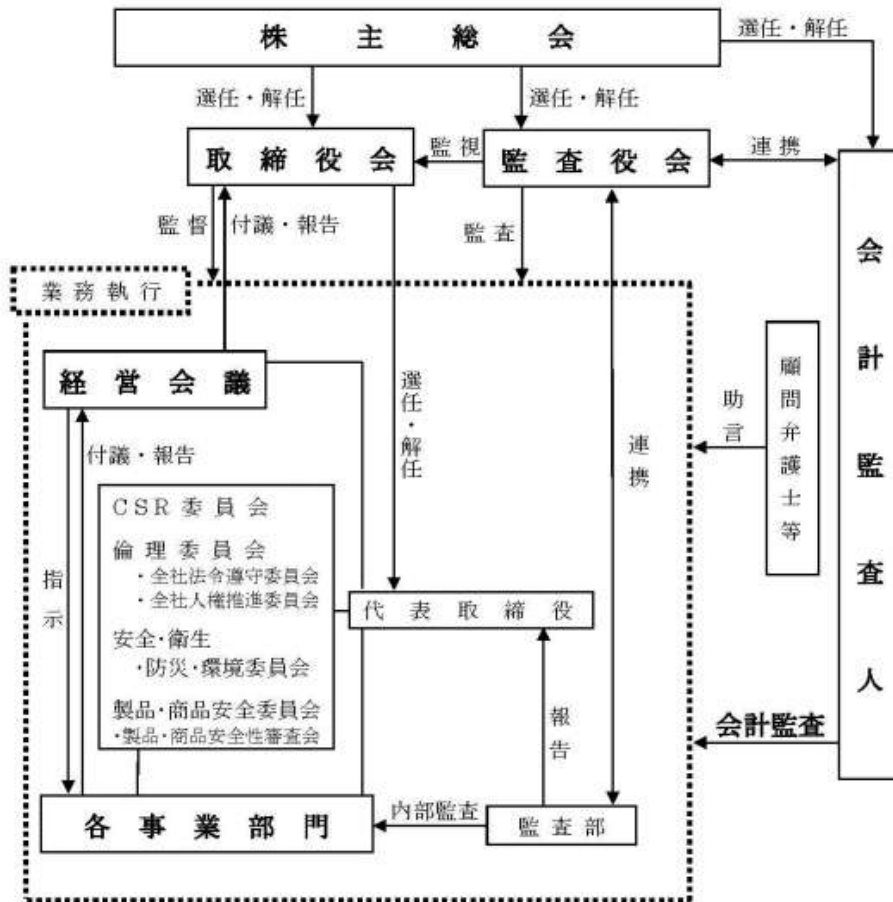 株主総会
選任・解任
選任・解任
選任・解任
取締役会
監視
監査役会
連携
監督
付議・報告
監査
会計監査人
業務執行
経営会議
選任・解任
連携
助言
顧問弁護士等
付議・報告
指示
CSR委員会
倫理委員会
・全社法令遵守委員会
・全社人権推進委員会
安全・衛生
・防災・環境委員会
製品・商品安全委員会
・製品・商品安全性審査会
代表取締役
報告
会計監査
各事業部門
内部監査
監査部